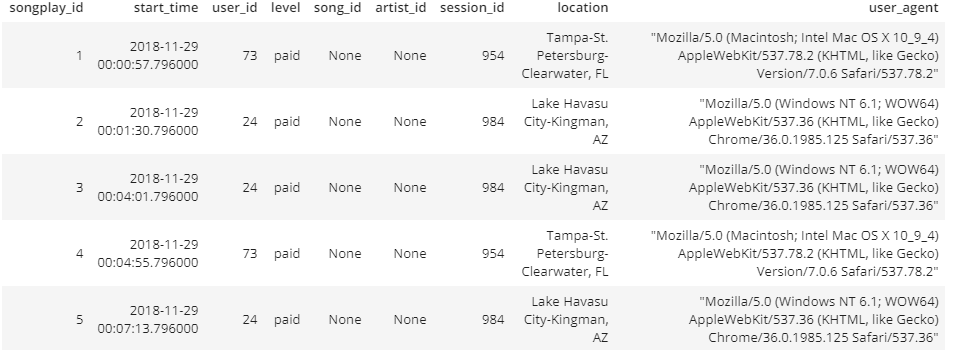 songplay_id start_time user_id level song_id artist_id session_id location user_agent
1 2018-11-29 00:00:57.796000 73 paid None None 954 Tampa-St. Petersburg-Clearwater, FL "Mozilla/5.0 (Macintosh; Intel Mac OS X 10_9_4) AppleWebKit/537.78.2 (KHTML, like Gecko) Version/7.0.6 Safari/537.78.2"
2 2018-11-29 00:01:30.796000 24 paid None None 984 Lake Havasu City-Kingman, AZ "Mozilla/5.0 (Windows NT 6.1; WOW64) AppleWebKit/537.36 (KHTML, like Gecko) Chrome/36.0.1985.125 Safari/537.36"
3 2018-11-29 00:04:01.796000 24 paid None None 984 Lake Havasu City-Kingman, AZ "Mozilla/5.0 (Windows NT 6.1; WOW64) AppleWebKit/537.36 (KHTML, like Gecko) Chrome/36.0.1985.125 Safari/537.36"
4 2018-11-29 00:04:55.796000 73 paid None None 954 Tampa-St. Petersburg-Clearwater, FL "Mozilla/5.0 (Macintosh; Intel Mac OS X 10_9_4) AppleWebKit/537.78.2 (KHTML, like Gecko) Version/7.0.6 Safari/537.78.2"
5 2018-11-29 00:07:13.796000 24 paid None None 984 Lake Havasu City-Kingman, AZ "Mozilla/5.0 (Windows NT 6.1; WOW64) AppleWebKit/537.36 (KHTML, like Gecko) Chrome/36.0.1985.125 Safari/537.36"